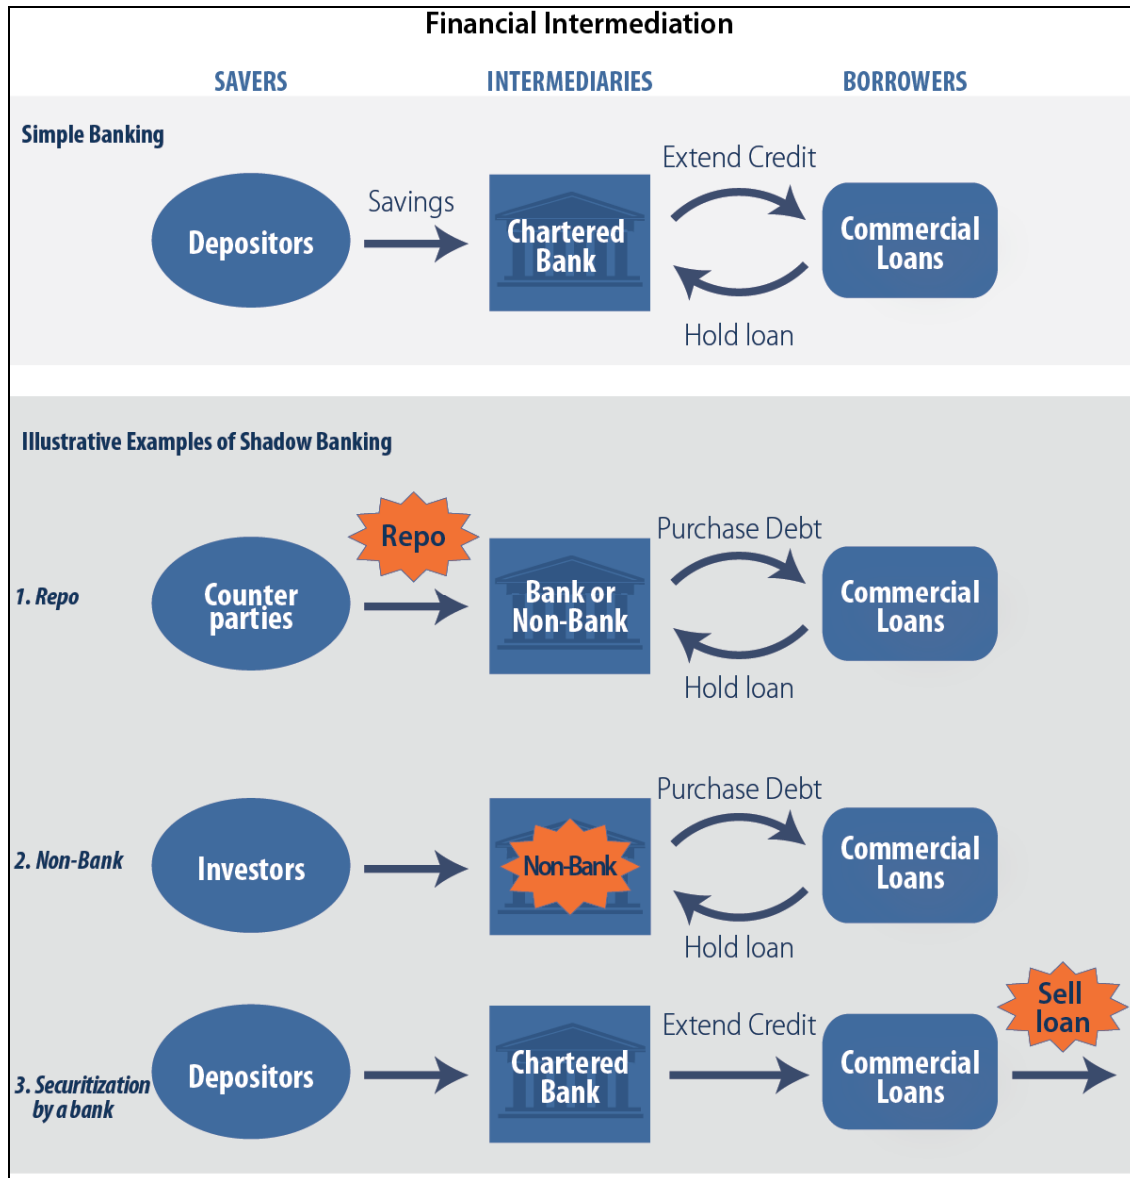 Financial Intermediation
SAVERS
INTERMEDIARIES
BORROWERS
Simple Banking
Depositors
Savings
Chartered
Bank
Extend Credit
Hold loan
Commercial
Loans
Illustrative Examples of Shadow Banking
1. Repo
Counter
parties
Repo
Bank or
Non-Bank
Purchase Debt
Hold loan
Commercial
Loans
2. Non-Bank
Investors
Non-Bank
Purchase Debt
Hold loan
Commercial
Loans
3. Securitization
by a bank
Depositors
Chartered
Bank
Extend Credit
Commercial
Loans
Sell
loan